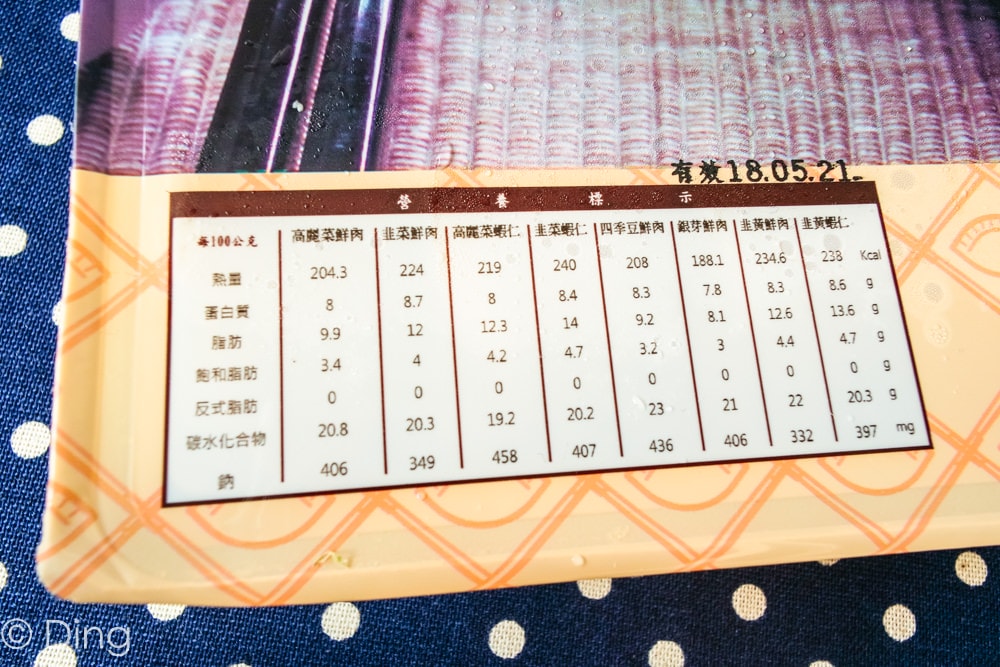 有效18.05.21
營養標示
每100公克 高麗菜鮮肉 韭菜鮮肉 高麗菜蝦仁 韭菜蝦仁 四季豆鮮肉 銀芽鮮肉 韭黃鮮肉 韭黃蝦仁
熱量 204.3 224 219 240 208 188.1 234.6 238 Kcal
蛋白質 8 8.7 8 8.4 8.3 7.8 8.3 8.6 g
脂肪 9.9 12 12.3 14 9.2 8.1 12.6 13.6 g
飽和脂肪 3.4 4 4.2 4.7 3.2 3 4.4 4.7 g
反式脂肪 0 0 0 0 0 0 0 0 g
碳水化合物 20.8 20.3 19.2 20.2 23 21 22 20.3 g
鈉 406 349 458 407 436 406 332 397 mg
© Ding